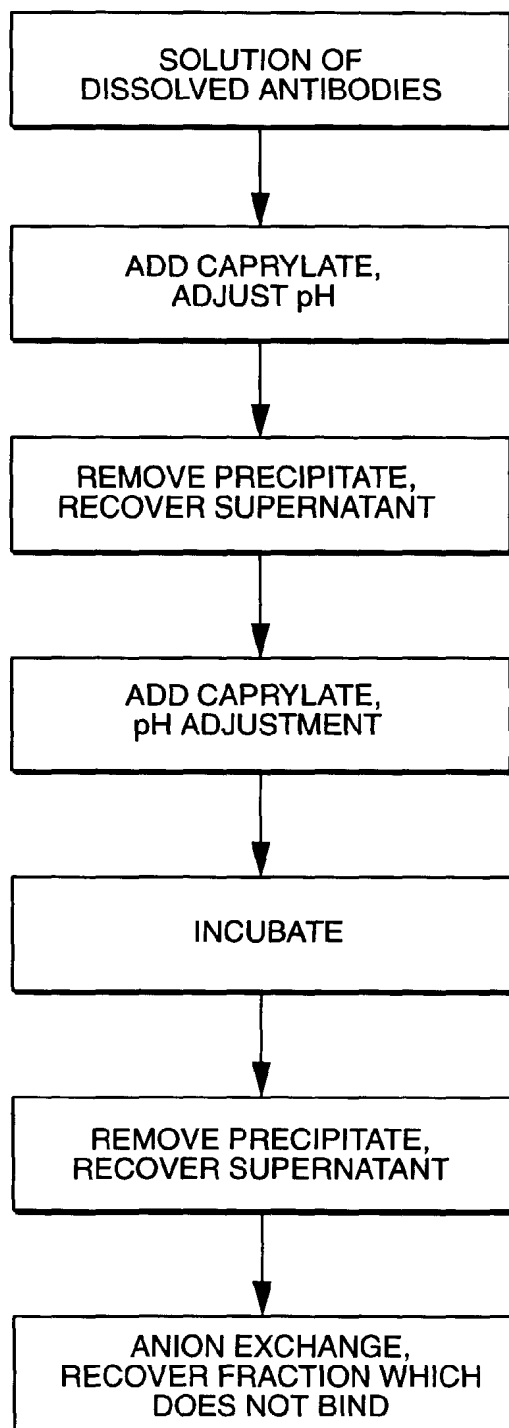 SOLUTION OF
DISSOLVED ANTIBODIES
ADD CAPRYLATE,
ADJUST pH
REMOVE PRECIPITATE,
RECOVER SUPERNATANT
ADD CAPRYLATE,
pH ADJUSTMENT
INCUBATE
REMOVE PRECIPITATE,
RECOVER SUPERNATANT
ANION EXCHANGE,
RECOVER FRACTION WHICH
DOES NOT BIND